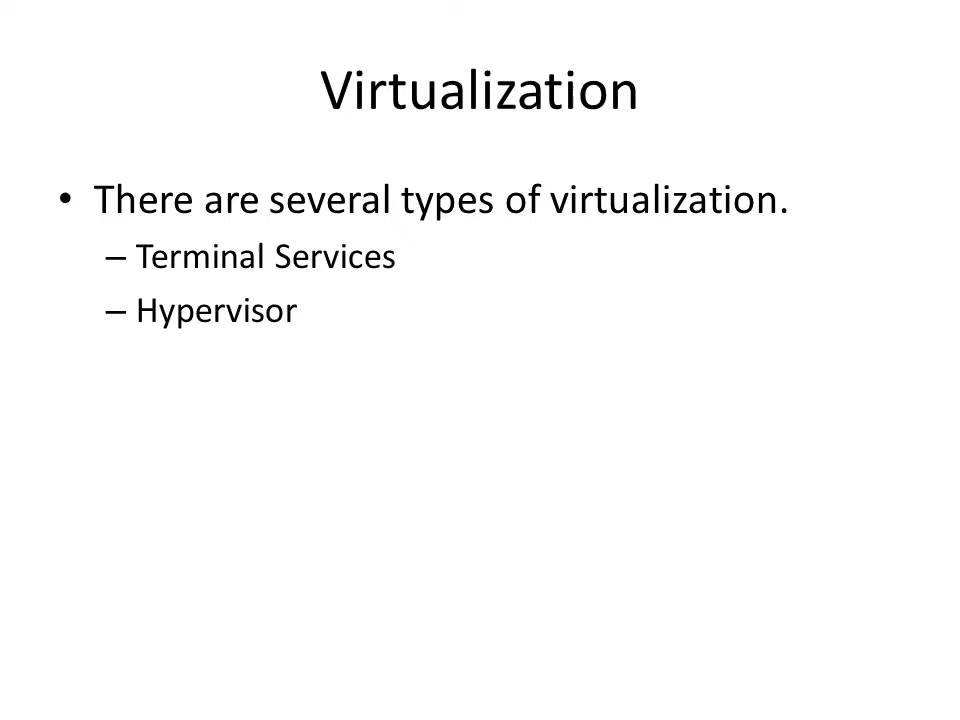 Virtualization
• There are several types of virtualization.
– Terminal Services
– Hypervisor